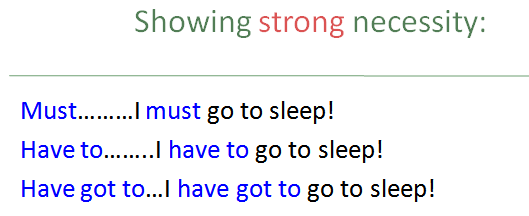 Showing strong necessity:
Must.........I must go to sleep!
Have to........I have to go to sleep!
Have got to...I have got to go to sleep!